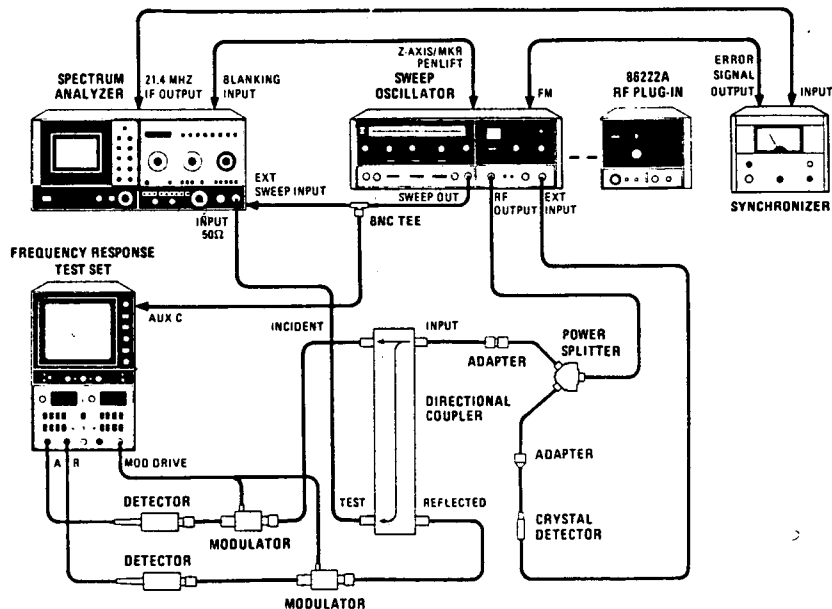 SPECTRUM
ANALYZER
21.4 MHZ
IF OUTPUT
BLANKING
INPUT
Z-AXIS/MKR
PENLIFT
SWEEP
OSCILLATOR
FM
86222A
RF PLUG-IN
ERROR
SIGNAL
OUTPUT
INPUT
EXT
SWEEP INPUT
SWEEP OUT
RF
OUTPUT
EXT
INPUT
SYNCHRONIZER
INPUT
50Ω
BNC TEE
FREQUENCY RESPONSE
TEST SET
AUX C
INCIDENT
INPUT
ADAPTER
POWER
SPLITTER
DIRECTIONAL
COUPLER
A
R
MOD DRIVE
ADAPTER
DETECTOR
MODULATOR
TEST
REFLECTED
CRYSTAL
DETECTOR
DETECTOR
MODULATOR